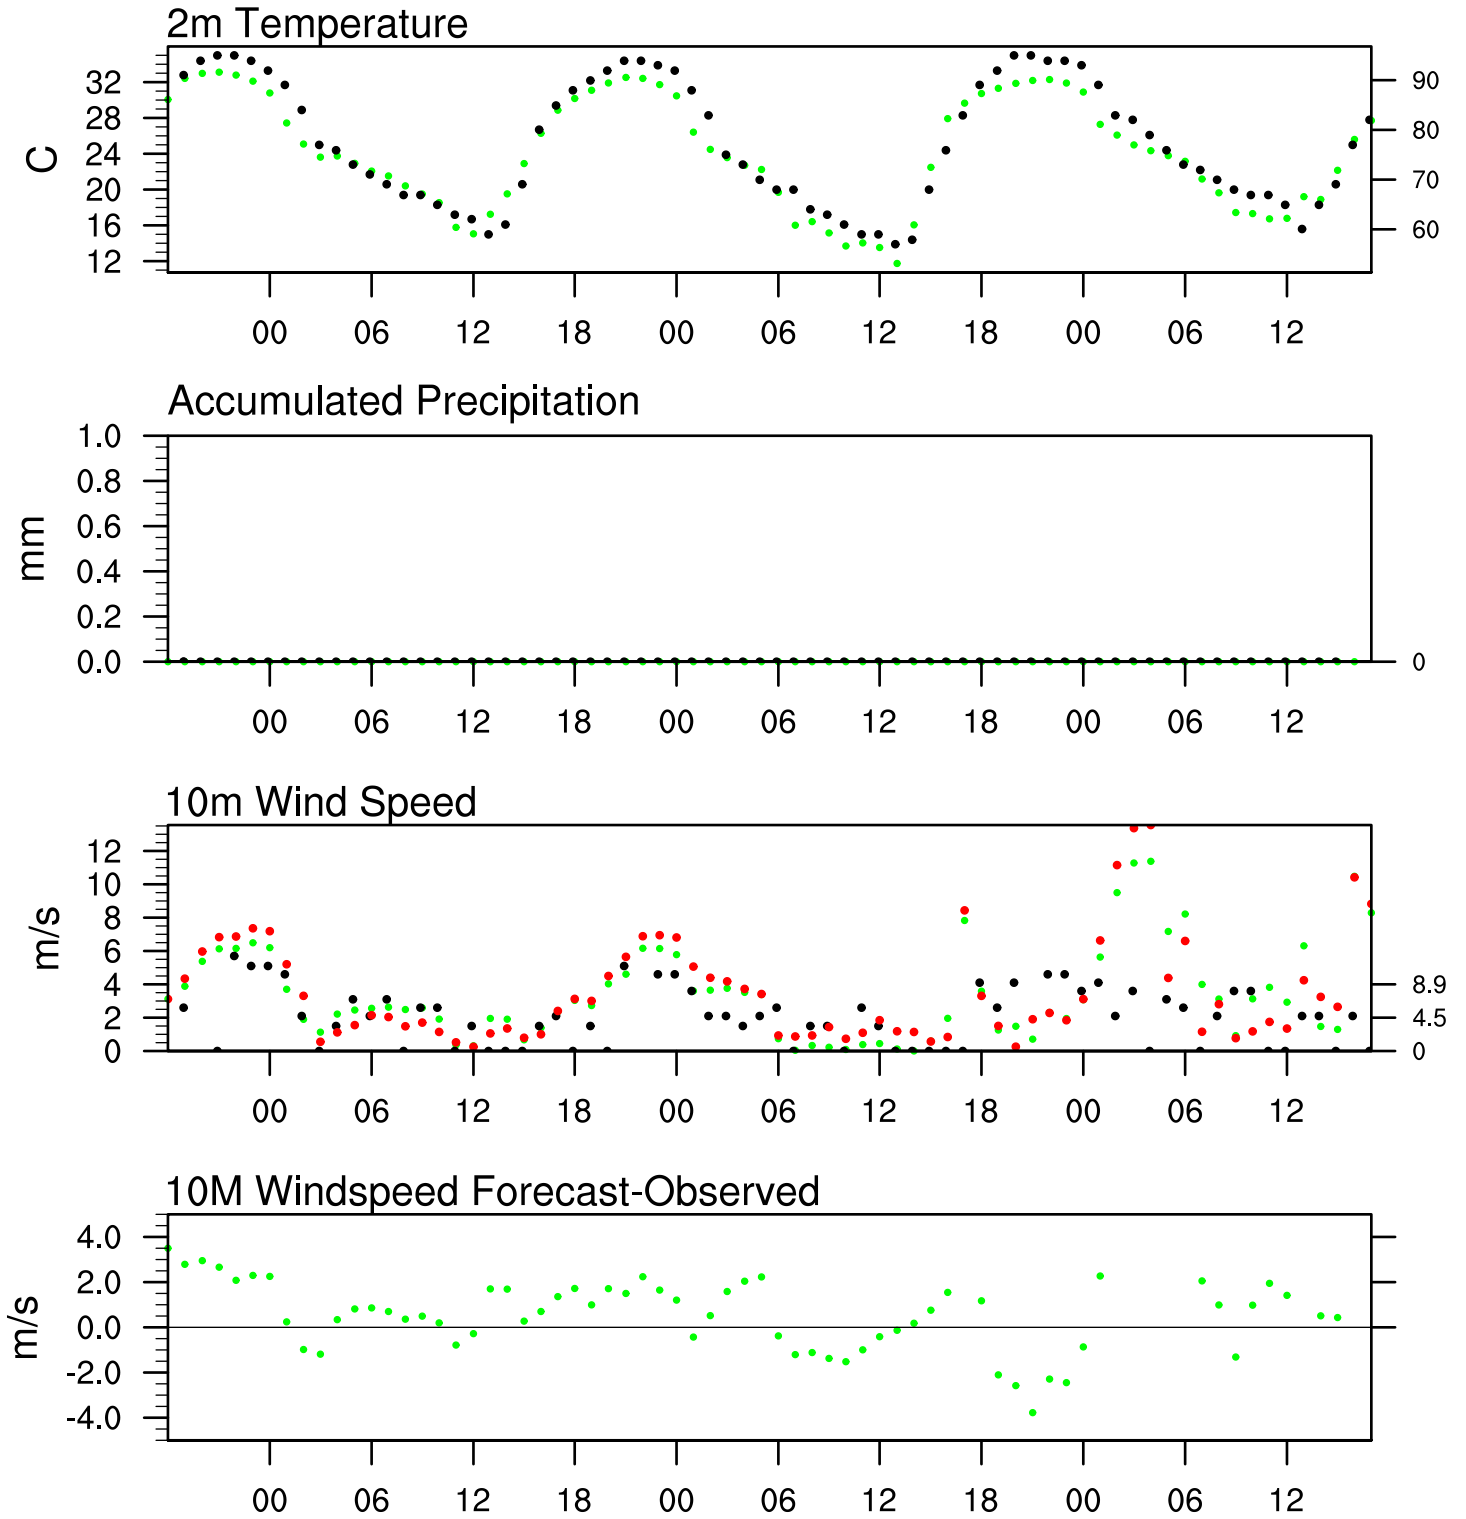 2m Temperature
32
28
24
20
16
12
C
90
80
70
60
00 06 12 18 00 06 12 18 00 06 12
Accumulated Precipitation
1.0
0.8
0.6
0.4
0.2
0.0
mm
0
00 06 12 18 00 06 12 18 00 06 12
10m Wind Speed
12
10
8
6
4
2
0
m/s
8.9
4.5
0
00 06 12 18 00 06 12 18 00 06 12
10M Windspeed Forecast-Observed
4.0
2.0
0.0
-2.0
-4.0
m/s
00 06 12 18 00 06 12 18 00 06 12